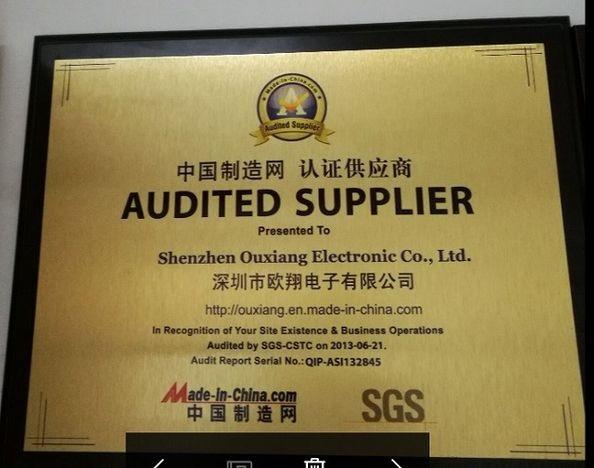 Made-in-China.com
Audited Supplier
中国制造网 认证供应商
AUDITED SUPPLIER
Presented To
Shenzhen Ouxiang Electronic Co., Ltd.
深圳市欧翔电子有限公司
http://ouxiang.en.made-in-china.com
In Recognition of Your Site Existence & Business Operations
Audited by SGS-CSTC on 2013-06-21.
Audit Report Serial No.:QIP-ASI132845
Made-in-China.com
中国制造网
SGS